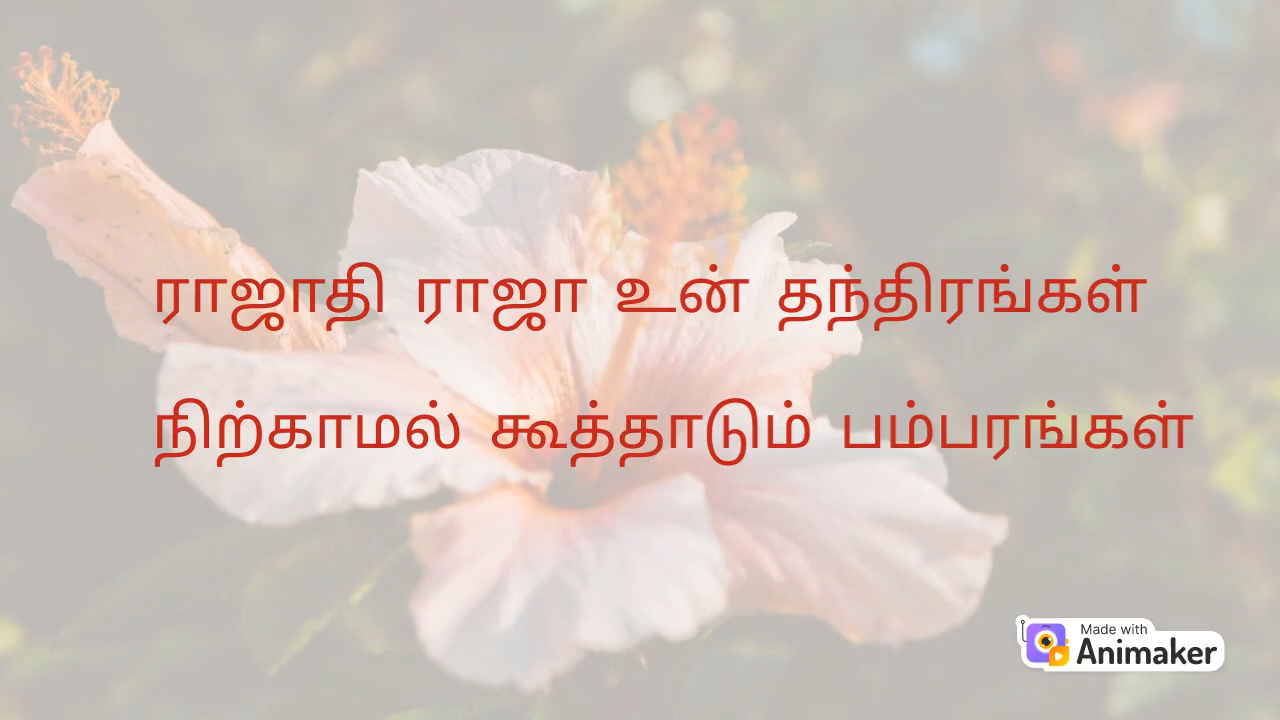 ராஜாதி ராஜா உன் தந்திரங்கள்
நிற்காமல் கூத்தாடும் பம்பரங்கள்
Made with
Animaker